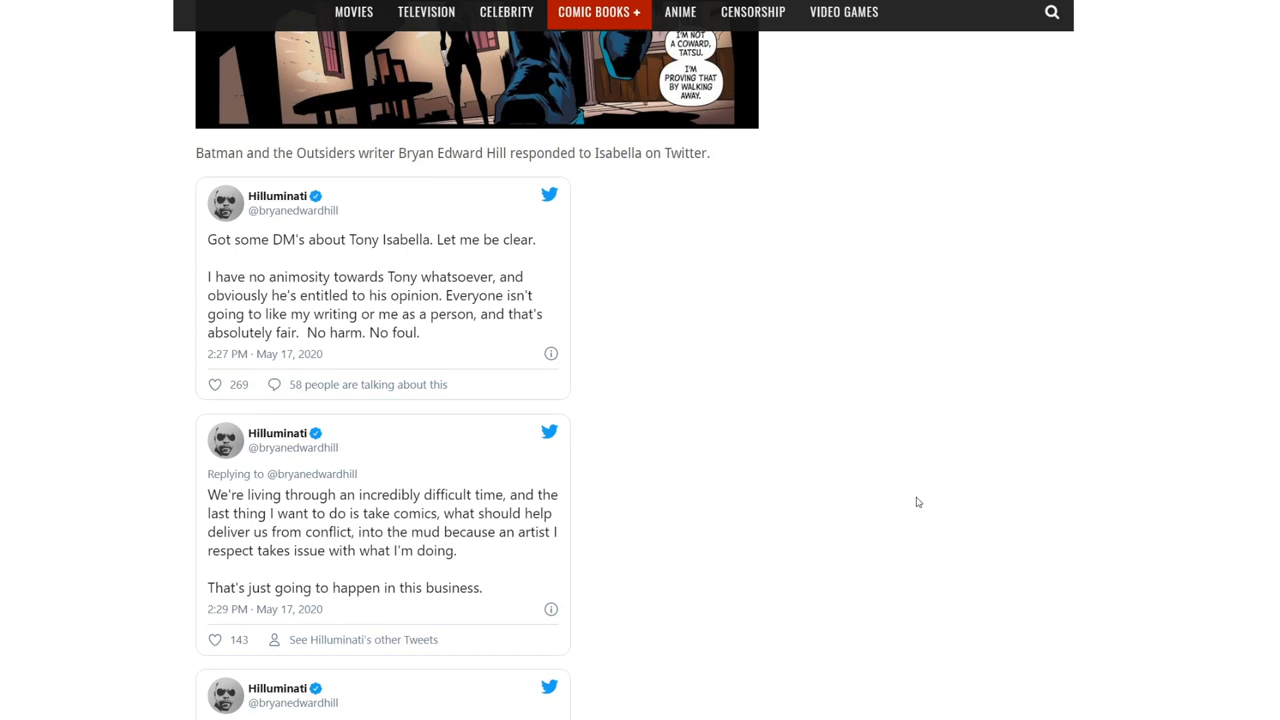 MOVIES TELEVISION CELEBRITY COMIC BOOKS + ANIME CENSORSHIP VIDEO GAMES
I'M NOT
A COWARD,
TATSU.
I'M
PROVING THAT
BY WALKING
AWAY.
Batman and the Outsiders writer Bryan Edward Hill responded to Isabella on Twitter.
Hilluminati
@bryanedwardhill
Got some DM's about Tony Isabella. Let me be clear.
I have no animosity towards Tony whatsoever, and
obviously he's entitled to his opinion. Everyone isn't
going to like my writing or me as a person, and that's
absolutely fair.  No harm. No foul.
2:27 PM · May 17, 2020
269 58 people are talking about this
Hilluminati
@bryanedwardhill
Replying to @bryanedwardhill
We're living through an incredibly difficult time, and the
last thing I want to do is take comics, what should help
deliver us from conflict, into the mud because an artist I
respect takes issue with what I'm doing.
That's just going to happen in this business.
2:29 PM · May 17, 2020
143 See Hilluminati's other Tweets
Hilluminati
@bryanedwardhill